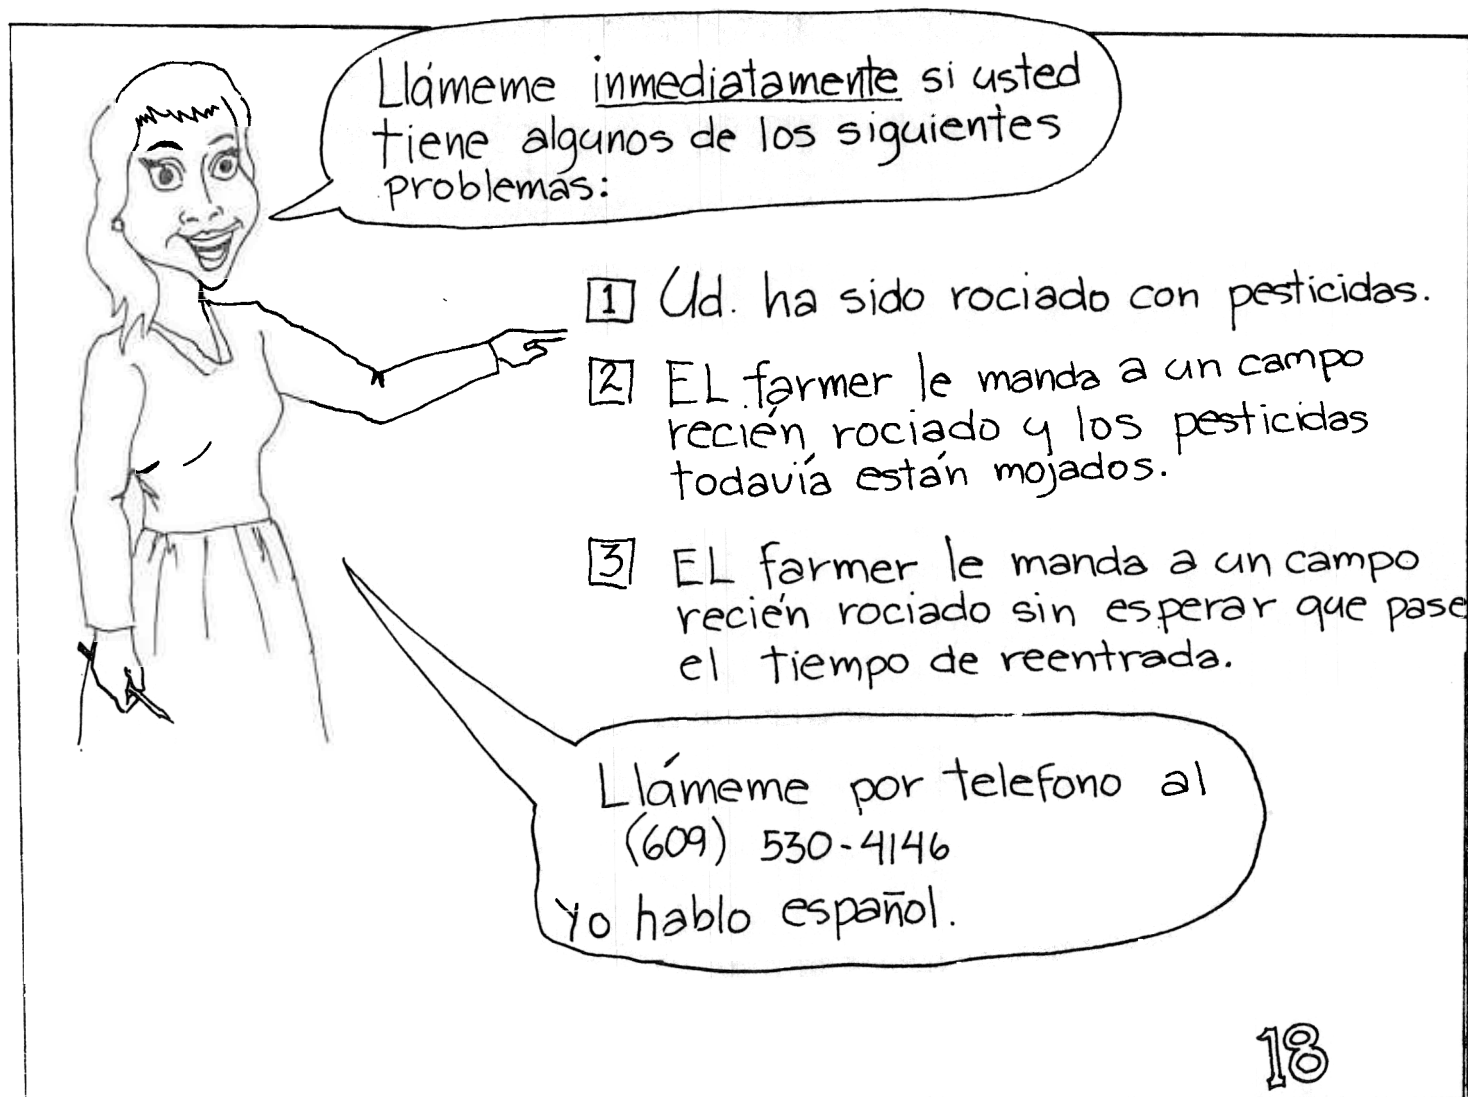 Llámeme inmediatamente si usted
tiene algunos de los siguientes
problemas:
1 Ud. ha sido rociado con pesticidas.
2 EL farmer le manda a un campo
recién rociado y los pesticidas
todavía están mojados.
3 EL farmer le manda a un campo
recién rociado sin esperar que pase
el tiempo de reentrada.
Llámeme por telefono al
(609) 530-4146
Yo hablo español.
18